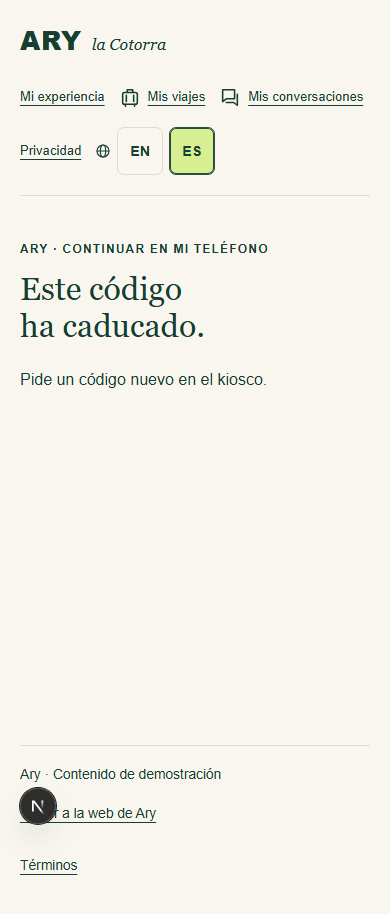 ARY la Cotorra
Mi experiencia Mis viajes Mis conversaciones
Privacidad EN ES
ARY · CONTINUAR EN MI TELÉFONO
Este código
ha caducado.
Pide un código nuevo en el kiosco.
Ary · Contenido de demostración
N
a la web de Ary
Términos